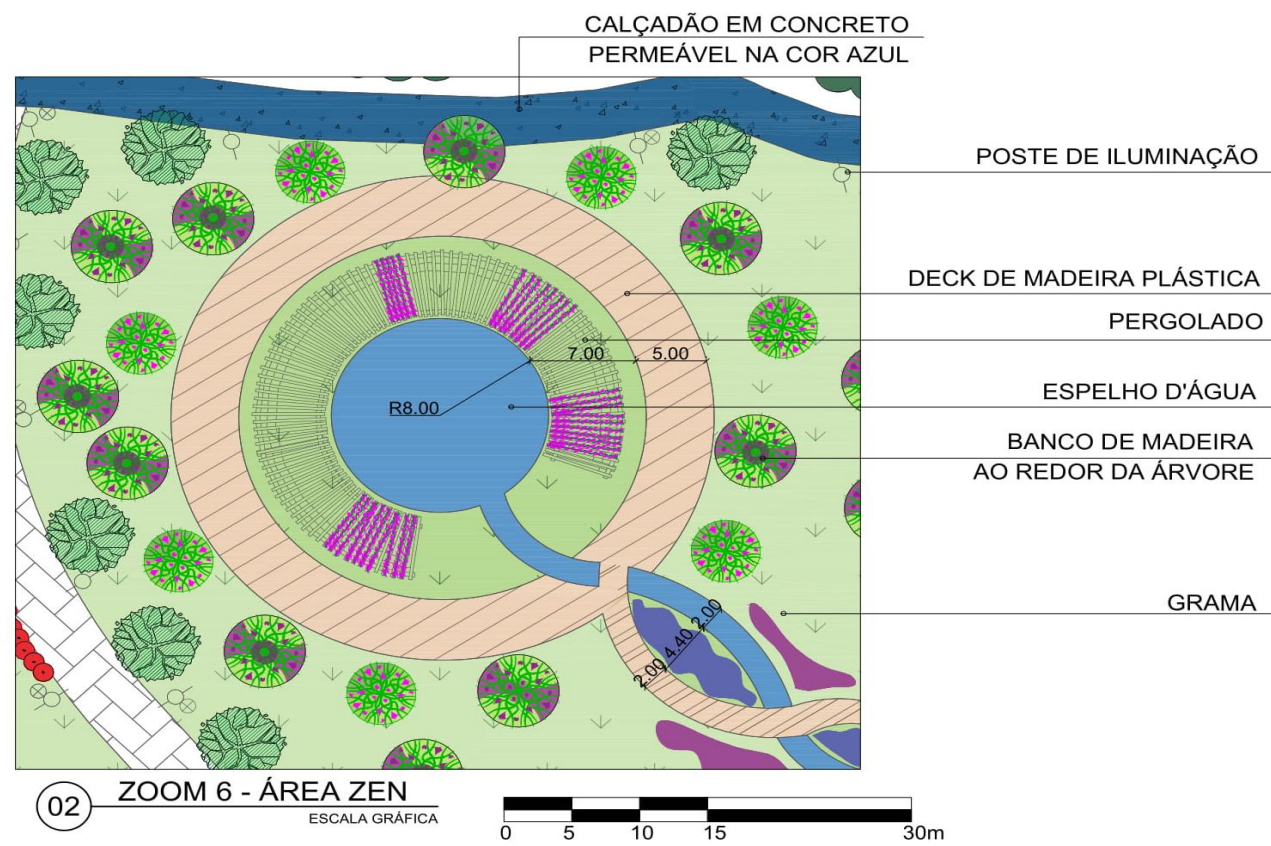 CALÇADÃO EM CONCRETO
PERMEÁVEL NA COR AZUL
POSTE DE ILUMINAÇÃO
DECK DE MADEIRA PLÁSTICA
PERGOLADO
7.00
5.00
ESPELHO D'ÁGUA
R8.00
BANCO DE MADEIRA
AO REDOR DA ÁRVORE
GRAMA
2.00
4.40
2.00
02
ZOOM 6 - ÁREA ZEN
ESCALA GRÁFICA
0 5 10 15 30m